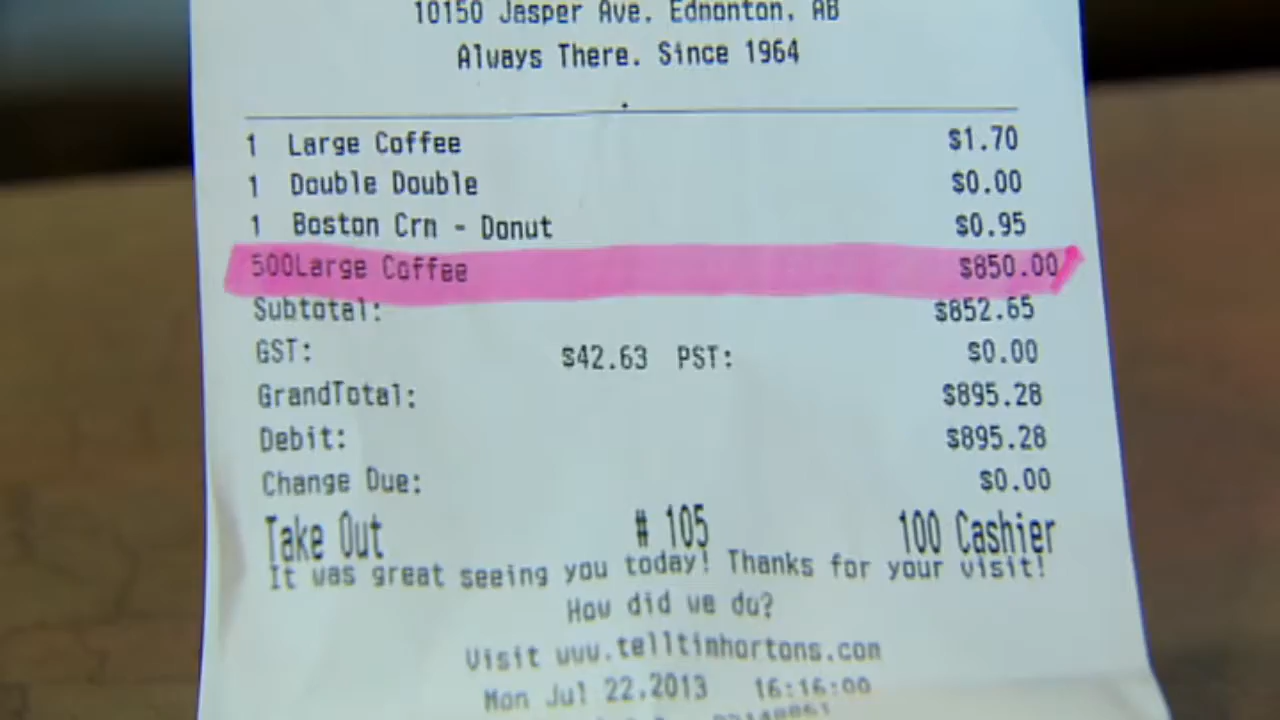 10150 Jasper Ave. Edmonton, AB
Always There. Since 1964
1 Large Coffee $1.70
1 Double Double $0.00
1 Boston Crm - Donut $0.95
500Large Coffee $850.00
Subtotal: $852.65
GST: $42.63 PST: $0.00
GrandTotal: $895.28
Debit: $895.28
Change Due: $0.00
Take Out # 105 100 Cashier
It was great seeing you today! Thanks for your visit!
How did we do?
Visit www.telltimhortons.com
Mon Jul 22,2013 16:16:00